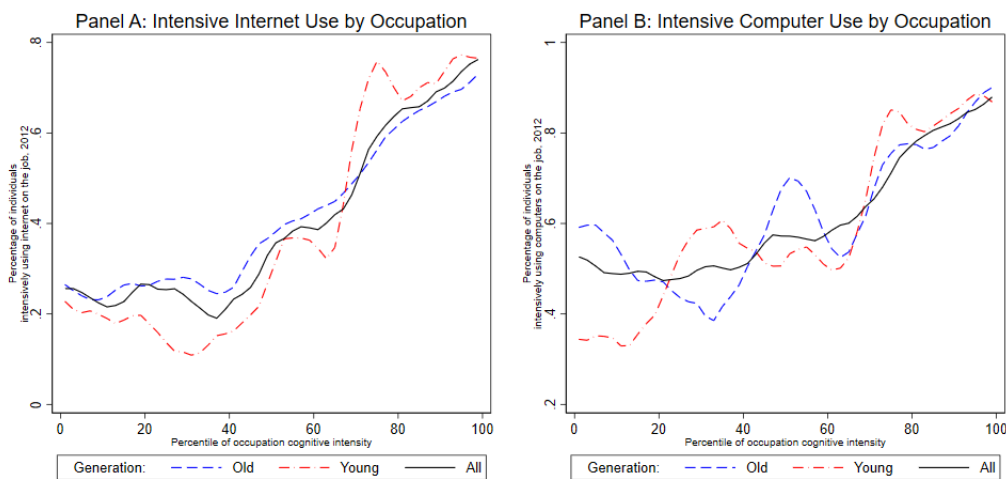 Panel A: Intensive Internet Use by Occupation
Percentage of individuals
intensively using internet on the job, 2012
.8
.6
.4
.2
0
0 20 40 60 80 100
Percentile of occupation cognitive intensity
Generation: Old Young All
Panel B: Intensive Computer Use by Occupation
Percentage of individuals
intensively using computers on the job, 2012
1
.8
.6
.4
.2
0 20 40 60 80 100
Percentile of occupation cognitive intensity
Generation: Old Young All